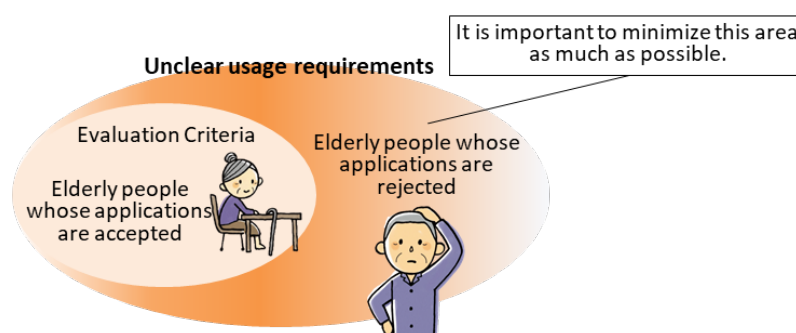 It is important to minimize this area
as much as possible.
Unclear usage requirements
Evaluation Criteria
Elderly people
whose applications
are accepted
Elderly people whose
applications are
rejected